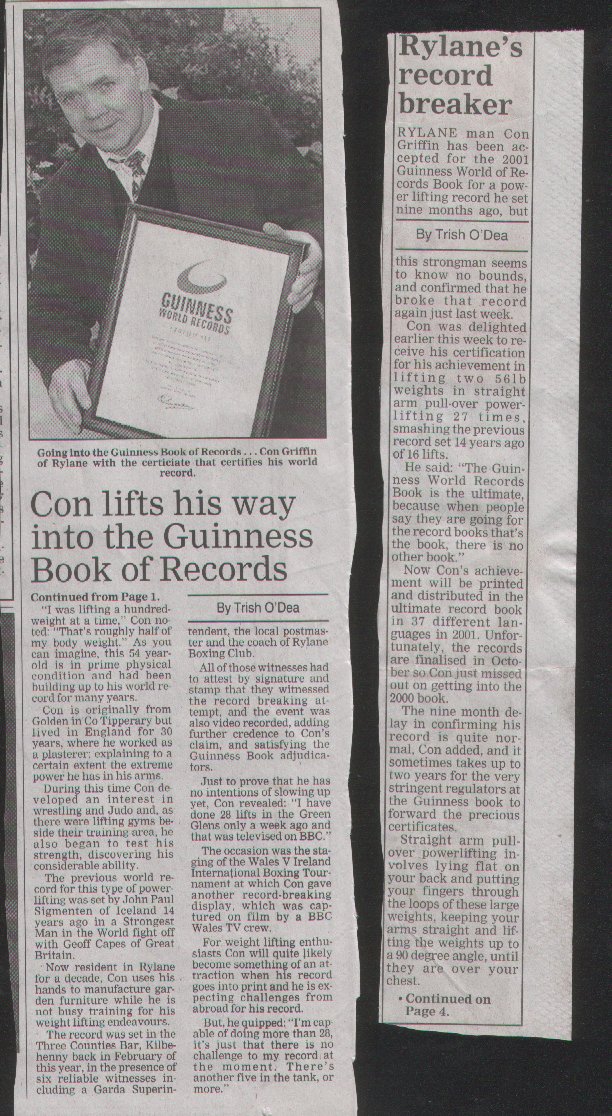 Rylane's
record
breaker
RYLANE man Con
Griffin has been ac-
cepted for the 2001
Guinness World of Re-
cords Book for a pow-
er lifting record he set
nine months ago, but
By Trish O'Dea
this strongman seems
to know no bounds,
and confirmed that he
broke that record
again just last week.
Con was delighted
earlier this week to re-
ceive his certification
for his achievement in
lifting two 56lb
weights in straight
arm pull-over power-
lifting 27 times,
smashing the previous
record set 14 years ago
of 16 lifts.
He said: "The Guin-
ness World Records
Book is the ultimate,
because when people
say they are going for
the record books that's
the book, there is no
other book."
Now Con's achieve-
ment will be printed
and distributed in the
ultimate record book
in 37 different lan-
guages in 2001. Unfor-
tunately, the records
are finalised in Octo-
ber so Con just missed
out on getting into the
2000 book.
The nine month de-
lay in confirming his
record is quite nor-
mal, Con added, and it
sometimes takes up to
two years for the very
stringent regulators at
the Guinness book to
forward the precious
certificates.
Straight arm pull-
over powerlifting in-
volves lying flat on
your back and putting
your fingers through
the loops of these large
weights, keeping your
arms straight and lif-
ting the weights up to
a 90 degree angle, until
they are over your
chest.
• Continued on
Page 4.
GUINNESS
WORLD RECORDS
Going into the Guinness Book of Records . . . Con Griffin
of Rylane with the certiciate that certifies his world
record.
Con lifts his way
into the Guinness
Book of Records
Continued from Page 1.
"I was lifting a hundred-
weight at a time," Con no-
ted: "That's roughly half of
my body weight." As you
can imagine, this 54 year-
old is in prime physical
condition and had been
building up to his world re-
cord for many years.
Con is originally from
Golden in Co Tipperary but
lived in England for 30
years, where he worked as
a plasterer; explaining to a
certain extent the extreme
power he has in his arms.
During this time Con de-
veloped an interest in
wrestling and Judo and, as
there were lifting gyms be-
side their training area, he
also began to test his
strength, discovering his
considerable ability.
The previous world re-
cord for this type of power-
lifting was set by John Paul
Sigmenten of Iceland 14
years ago in a Strongest
Man in the World fight off
with Geoff Capes of Great
Britain.
Now resident in Rylane
for a decade, Con uses his
hands to manufacture gar-
den furniture while he is
not busy training for his
weight lifting endeavours.
The record was set in the
Three Counties Bar, Kilbe-
henny back in February of
this year, in the presence of
six reliable witnesses in-
cluding a Garda Superin-
By Trish O'Dea
tendent, the local postmas-
ter and the coach of Rylane
Boxing Club.
All of those witnesses had
to attest by signature and
stamp that they witnessed
the record breaking at-
tempt, and the event was
also video recorded, adding
further credence to Con's
claim, and satisfying the
Guinness Book adjudica-
tors.
Just to prove that he has
no intentions of slowing up
yet, Con revealed: "I have
done 28 lifts in the Green
Glens only a week ago and
that was televised on BBC."
The occasion was the sta-
ging of the Wales V Ireland
International Boxing Tour-
nament at which Con gave
another record-breaking
display, which was cap-
tured on film by a BBC
Wales TV crew.
For weight lifting enthu-
siasts Con will quite likely
become something of an at-
traction when his record
goes into print and he is ex-
pecting challenges from
abroad for his record.
But, he quipped: "I'm cap-
able of doing more than 28,
it's just that there is no
challenge to my record at
the moment. There's
another five in the tank, or
more."